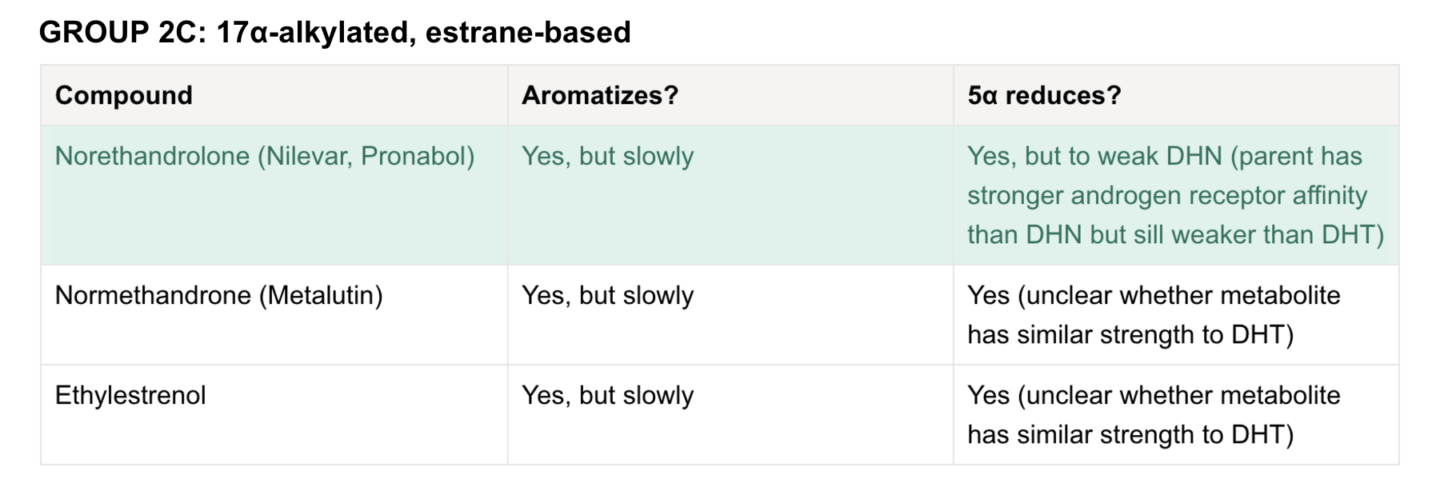 GROUP 2C: 17α-alkylated, estrane-based
Compound
Aromatizes?
5α reduces?
Norethandrolone (Nilevar, Pronabol)
Yes, but slowly
Yes, but to weak DHN (parent has
stronger androgen receptor affinity
than DHN but sill weaker than DHT)
Normethandrone (Metalutin)
Yes, but slowly
Yes (unclear whether metabolite
has similar strength to DHT)
Ethylestrenol
Yes, but slowly
Yes (unclear whether metabolite
has similar strength to DHT)